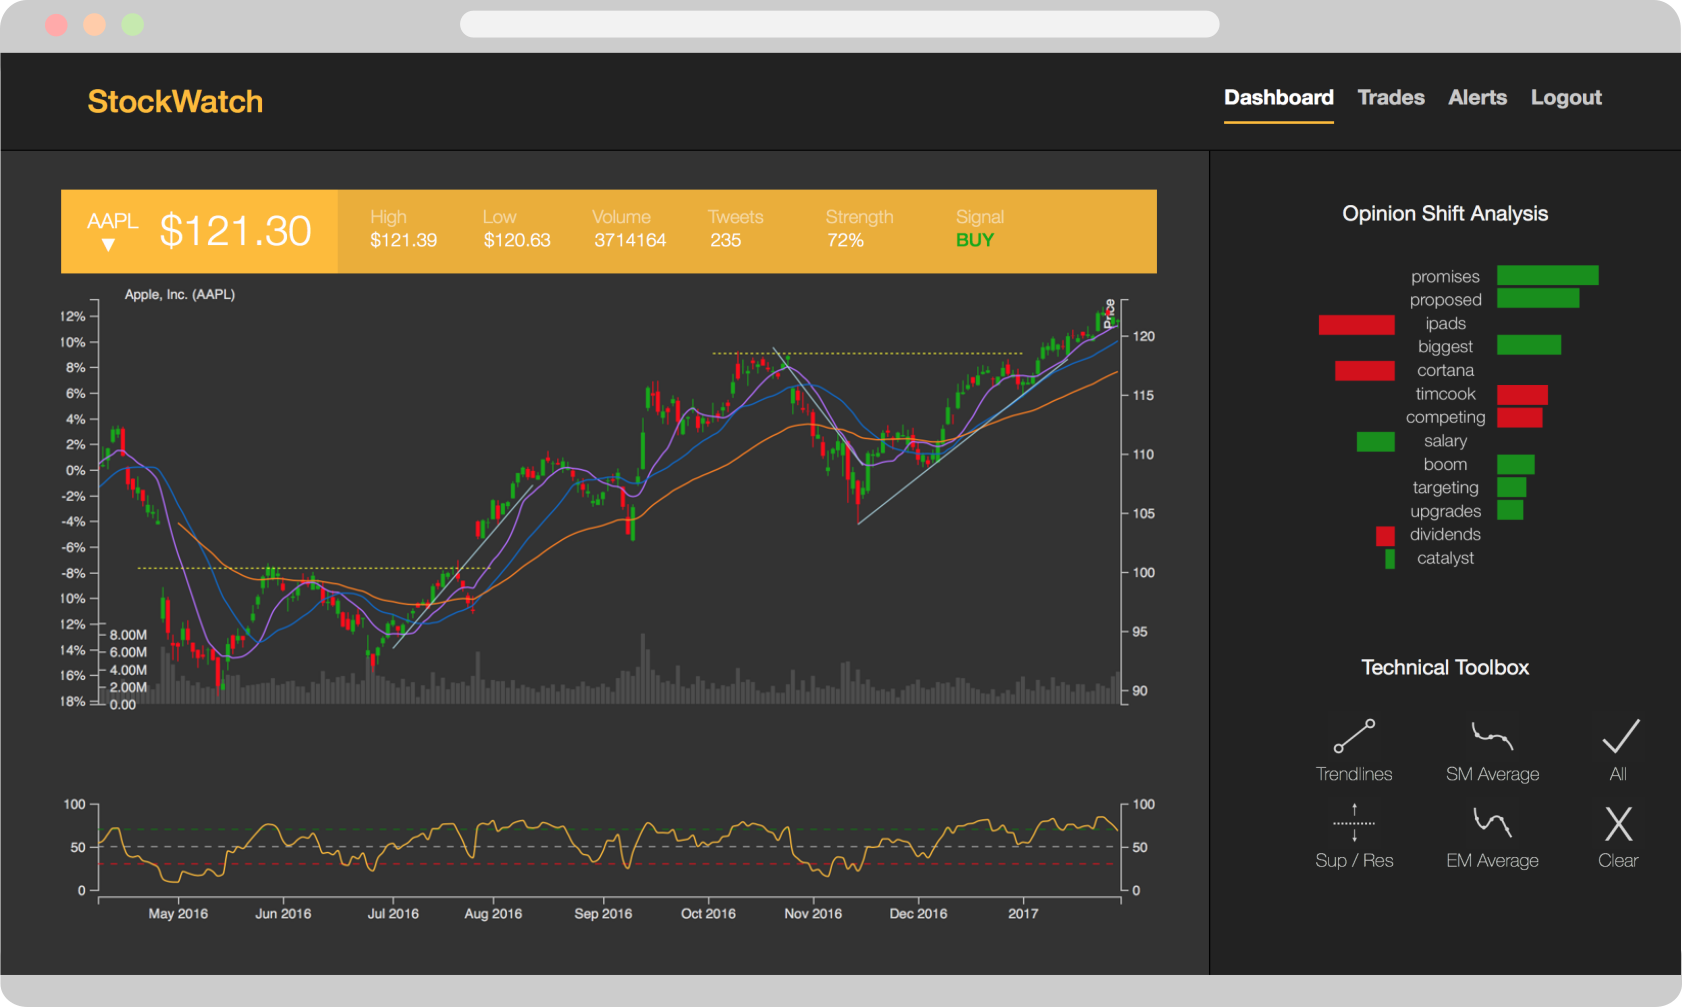 StockWatch
Dashboard Trades Alerts Logout
AAPL $121.30
▼
High Low Volume Tweets Strength Signal
$121.39 $120.63 3714164 235 72% BUY
Apple, Inc. (AAPL)
12%
10%
8%
6%
4%
2%
0%
-2%
-4%
-6%
-8%
10%
12%
14%
16%
18%
8.00M
6.00M
4.00M
2.00M
0.00
Price
120
115
110
105
100
95
90
100
50
0
100
50
0
May 2016 Jun 2016 Jul 2016 Aug 2016 Sep 2016 Oct 2016 Nov 2016 Dec 2016 2017
Opinion Shift Analysis
promises
proposed
ipads
biggest
cortana
timcook
competing
salary
boom
targeting
upgrades
dividends
catalyst
Technical Toolbox
Trendlines SM Average All
Sup / Res EM Average Clear